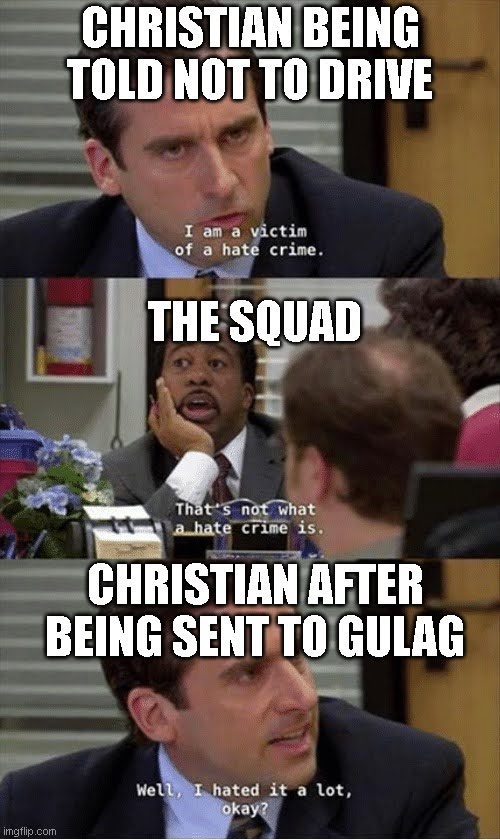 CHRISTIAN BEING
TOLD NOT TO DRIVE
I am a victim
of a hate crime.
THE SQUAD
That's not what
a hate crime is.
CHRISTIAN AFTER
BEING SENT TO GULAG
Well, I hated it a lot,
okay?
imgflip.com